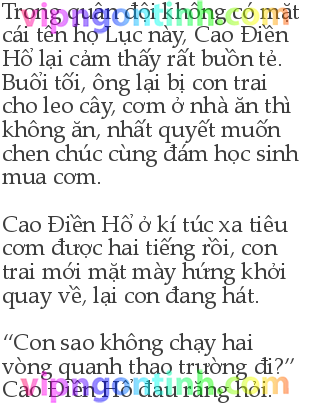 Trong quân đội không có mặt
cái tên họ Lục này, Cao Điền
Hổ lại cảm thấy rất buồn tẻ.
Buổi tối, ông lại bị con trai
cho leo cây, cơm ở nhà ăn thì
không ăn, nhất quyết muốn
chen chúc cùng đám học sinh
mua cơm.
Cao Điền Hổ ở kí túc xa tiêu
cơm được hai tiếng rồi, con
trai mới mặt mày hứng khởi
quay về, lại con đang hát.
“Con sao không chạy hai
vòng quanh thao trường đi?”
Cao Điền Hổ đau răng hỏi.
vipngontinh.com
vipngontinh.com